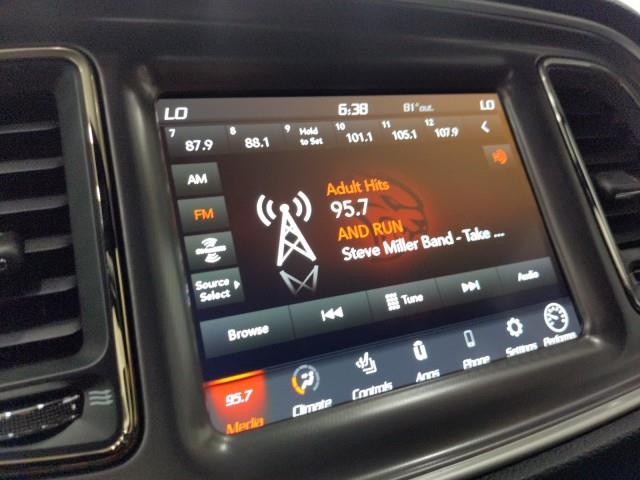 LO 6:38 81° out. LO
7 8 9 10 11 12
87.9 88.1 Hold to Set 101.1 105.1 107.9
AM
FM
Source Select
Adult Hits
95.7
AND RUN
Steve Miller Band - Take ...
Browse Tune Audio
95.7
Media Climate Controls Apps Phone Settings Performa